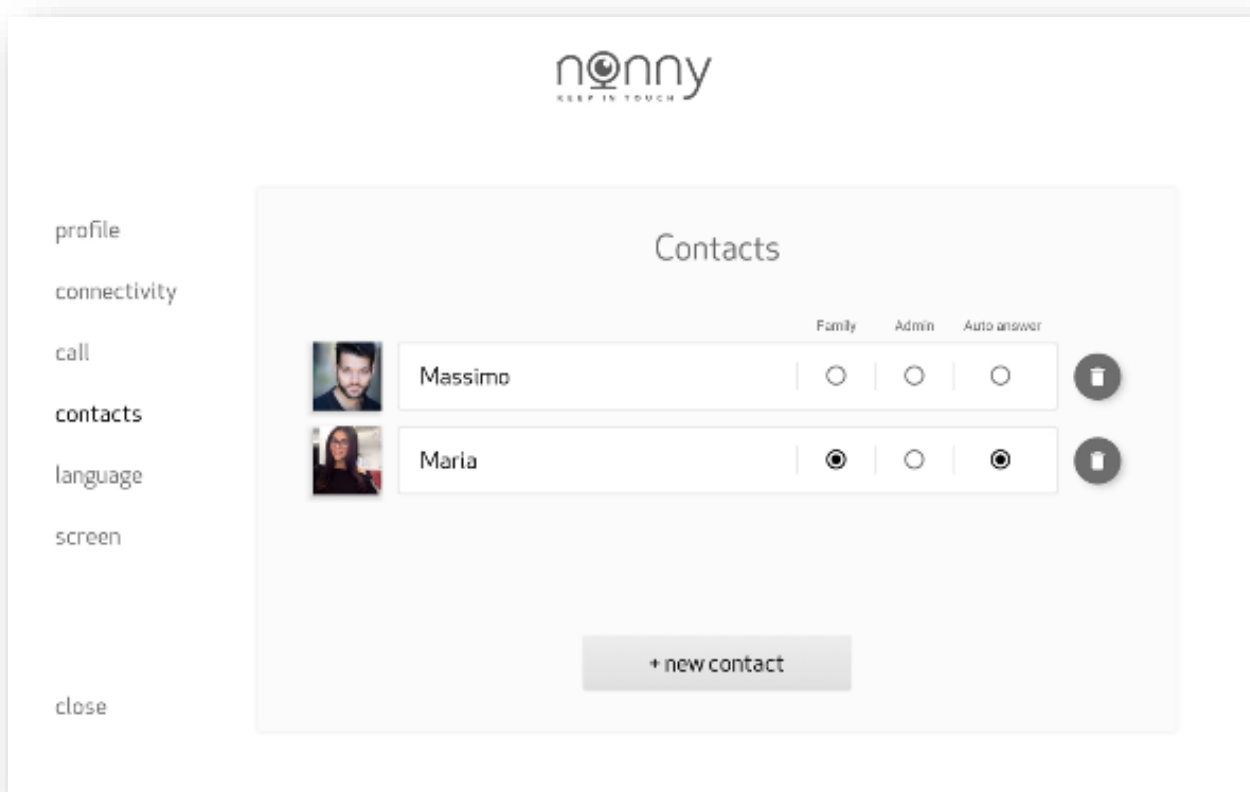 nonny
KEEP IN TOUCH
profile
connectivity
call
contacts
language
screen
close
Contacts
Family Admin Auto answer
Massimo
Maria
+ new contact